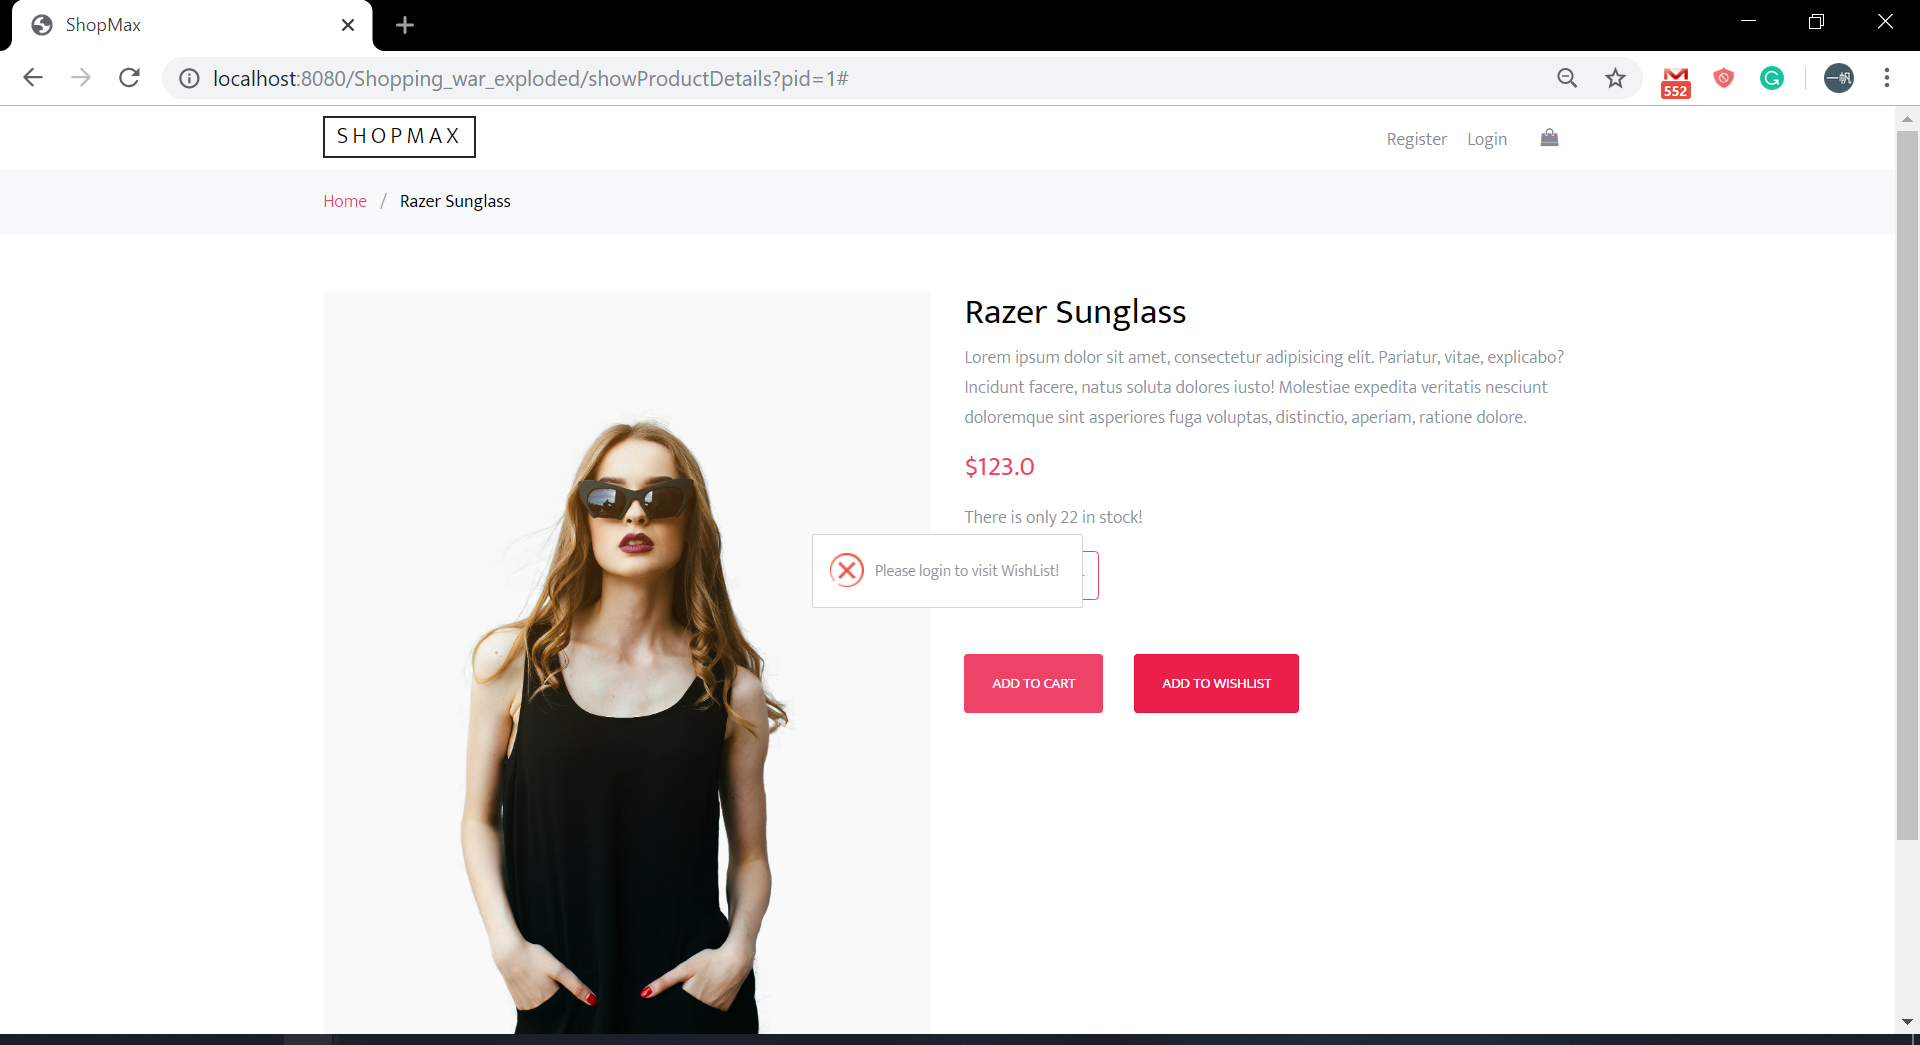 ShopMax
localhost:8080/Shopping_war_exploded/showProductDetails?pid=1#
552
一帆
SHOPMAX
Register Login
Home / Razer Sunglass
Razer Sunglass
Lorem ipsum dolor sit amet, consectetur adipisicing elit. Pariatur, vitae, explicabo?
Incidunt facere, natus soluta dolores iusto! Molestiae expedita veritatis nesciunt
doloremque sint asperiores fuga voluptas, distinctio, aperiam, ratione dolore.
$123.0
There is only 22 in stock!
Please login to visit WishList!
ADD TO CART ADD TO WISHLIST